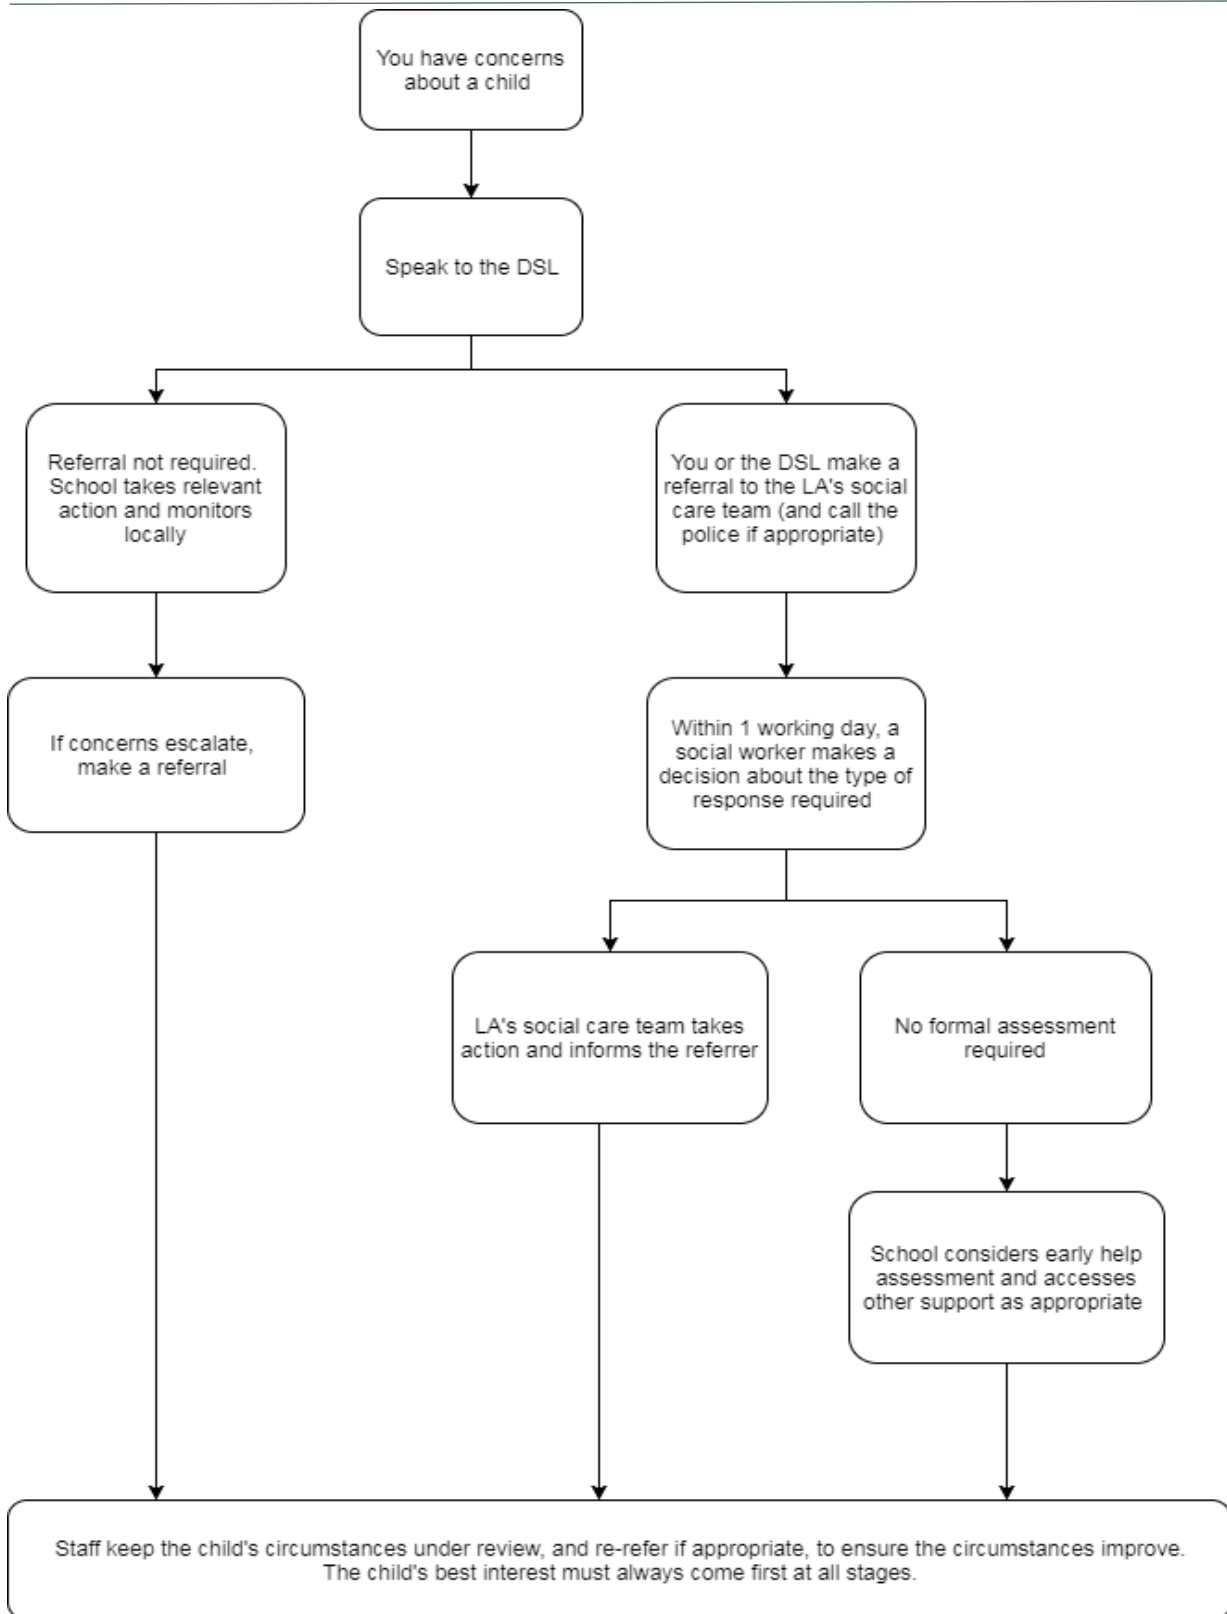 You have concerns
about a child
Speak to the DSL
Referral not required.
School takes relevant
action and monitors
locally
You or the DSL make a
referral to the LA's social
care team (and call the
police if appropriate)
If concerns escalate,
make a referral
Within 1 working day, a
social worker makes a
decision about the type of
response required
LA's social care team takes
action and informs the referrer
No formal assessment
required
School considers early help
assessment and accesses
other support as appropriate
Staff keep the child's circumstances under review, and re-refer if appropriate, to ensure the circumstances improve.
The child's best interest must always come first at all stages.